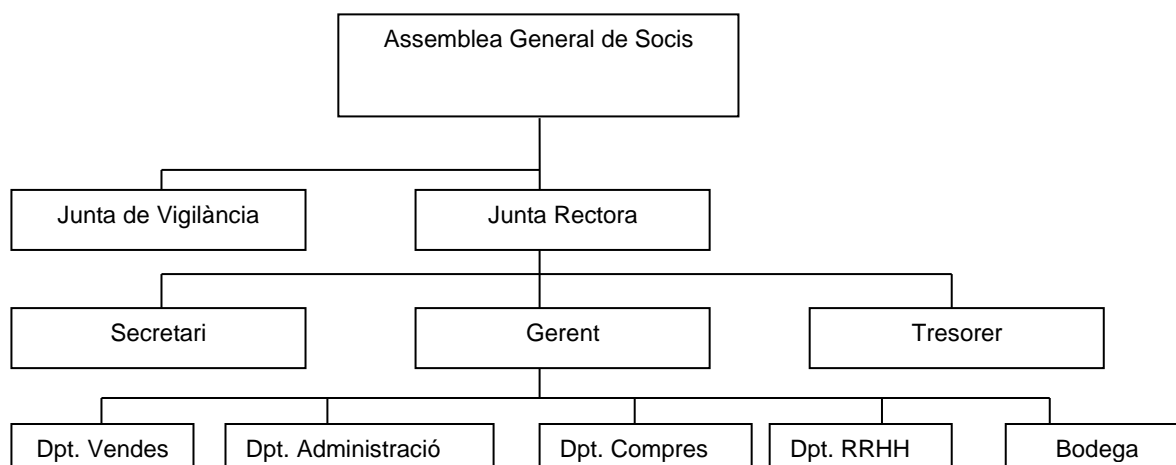 Assemblea General de Socis
Junta de Vigilància
Junta Rectora
Secretari
Gerent
Tresorer
Dpt. Vendes
Dpt. Administració
Dpt. Compres
Dpt. RRHH
Bodega